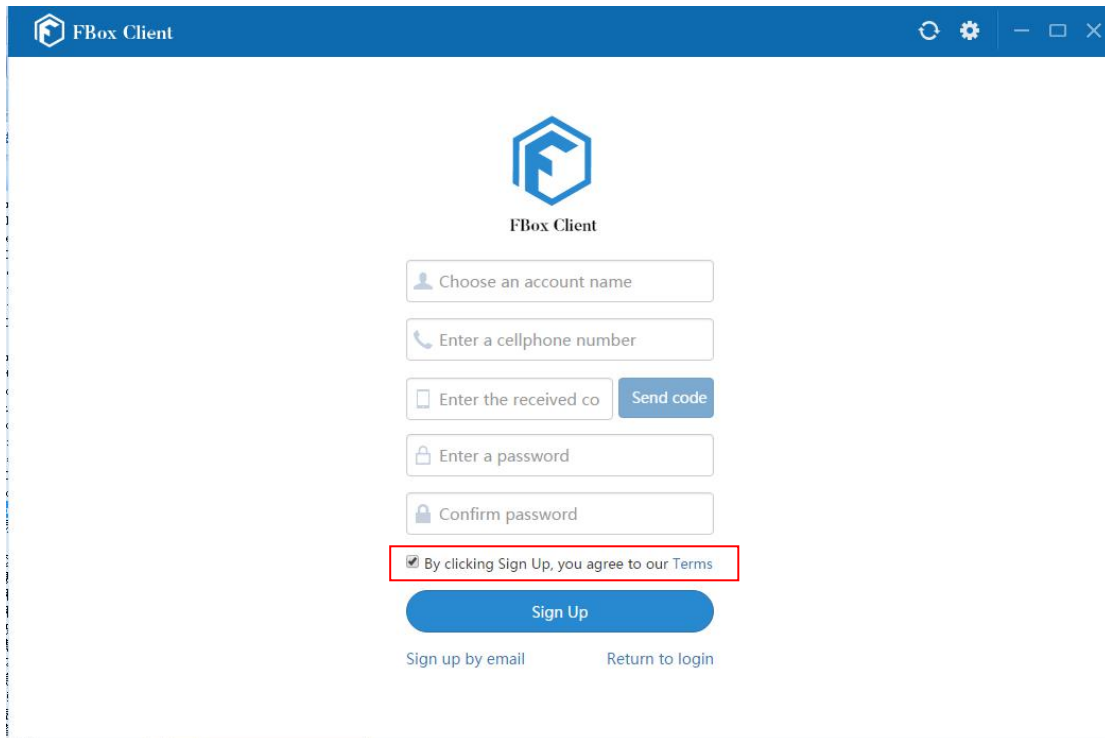 FBox Client
FBox Client
Choose an account name
Enter a cellphone number
Enter the received co
Send code
Enter a password
Confirm password
By clicking Sign Up, you agree to our Terms
Sign Up
Sign up by email
Return to login